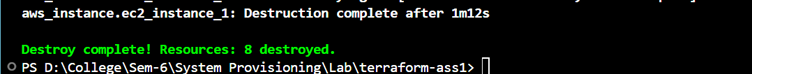 aws_instance.ec2_instance_1: Destruction complete after 1m12s
Destroy complete! Resources: 8 destroyed.
PS D:\College\Sem-6\System Provisioning\Lab\terraform-ass1>